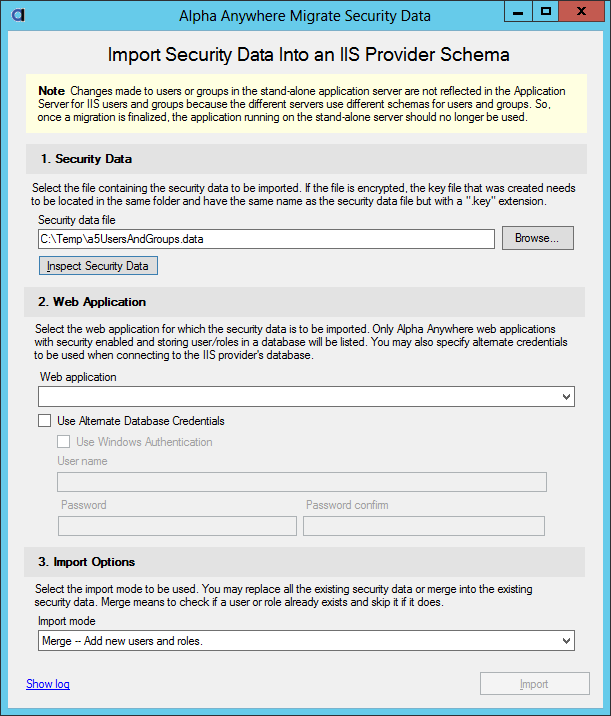 Alpha Anywhere Migrate Security Data
Import Security Data Into an IIS Provider Schema
Note Changes made to users or groups in the stand-alone application server are not reflected in the Application
Server for IIS users and groups because the different servers use different schemas for users and groups. So,
once a migration is finalized, the application running on the stand-alone server should no longer be used.
1. Security Data
Select the file containing the security data to be imported. If the file is encrypted, the key file that was created needs
to be located in the same folder and have the same name as the security data file but with a ".key" extension.
Security data file
C:\Temp\a5UsersAndGroups.data
Browse...
Inspect Security Data
2. Web Application
Select the web application for which the security data is to be imported. Only Alpha Anywhere web applications
with security enabled and storing user/roles in a database will be listed. You may also specify alternate credentials
to be used when connecting to the IIS provider's database.
Web application
Use Alternate Database Credentials
Use Windows Authentication
User name
Password
Password confirm
3. Import Options
Select the import mode to be used. You may replace all the existing security data or merge into the existing
security data. Merge means to check if a user or role already exists and skip it if it does.
Import mode
Merge -- Add new users and roles.
Show log
Import